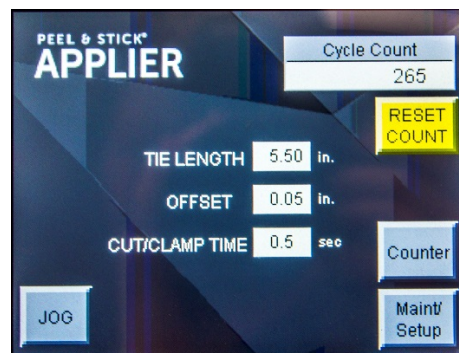 PEEL & STICK®
APPLIER
Cycle Count
265
RESET
COUNT
TIE LENGTH 5.50 in.
OFFSET 0.05 in.
CUT/CLAMP TIME 0.5 sec
Counter
JOG
Maint/
Setup